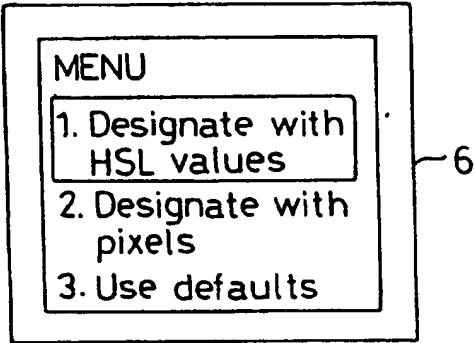 MENU
1. Designate with
HSL values
2. Designate with
pixels
3. Use defaults
6